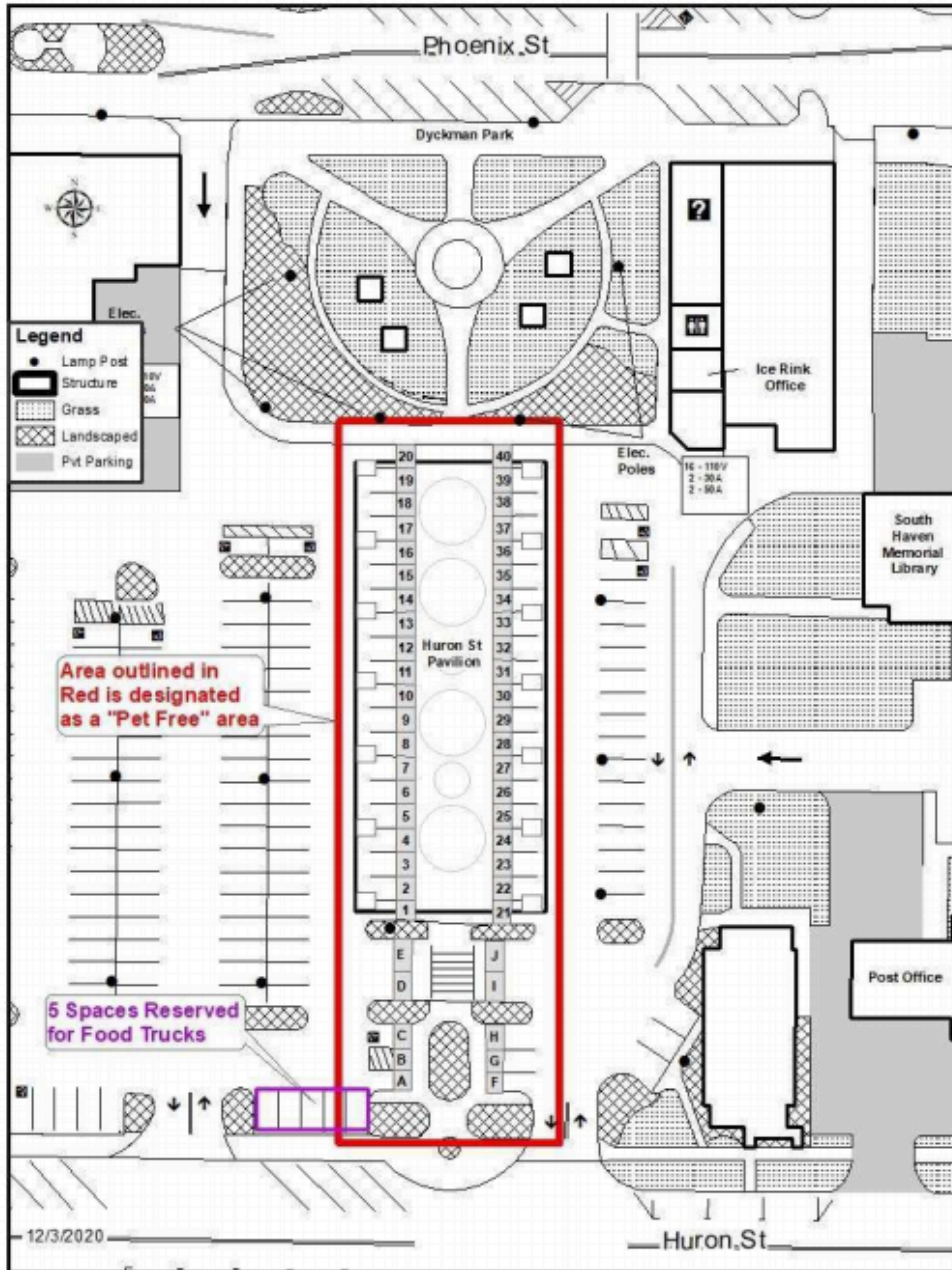 Phoenix St
Dyckman Park
N
W
S
Elec.
Legend
Lamp Post
Structure
Grass
Landscaped
Pvt Parking
?
Ice Rink
Office
Elec.
Poles
16 - 110V
2 - 30A
2 - 50A
South
Haven
Memorial
Library
20 40
19 39
18 38
17 37
16 36
15 35
14 34
13 33
Huron St
Pavilion
12 32
11 31
10 30
9 29
8 28
7 27
6 26
5 25
4 24
3 23
2 22
1 21
Area outlined in
Red is designated
as a "Pet Free" area
E J
D I
C H
B G
A F
5 Spaces Reserved
for Food Trucks
Post Office
12/3/2020
Huron St